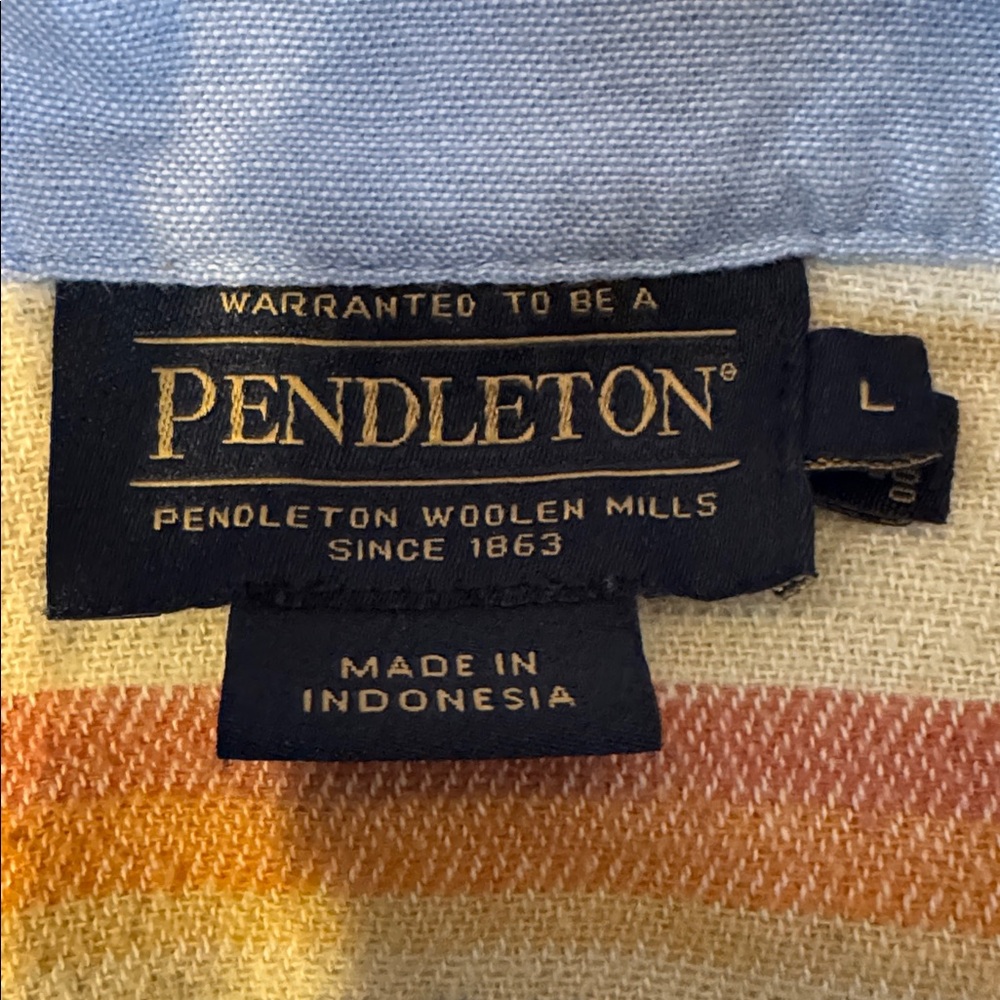 WARRANTED TO BE A
PENDLETON®
PENDLETON WOOLEN MILLS
SINCE 1863
L
MADE IN
INDONESIA